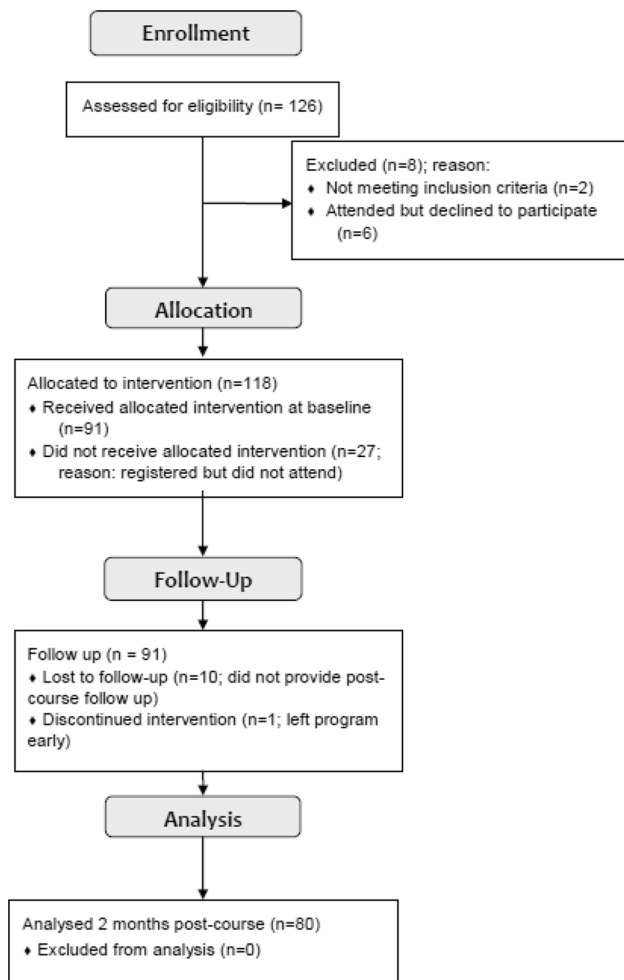 Enrollment
Assessed for eligibility (n= 126)
Excluded (n=8); reason:
♦ Not meeting inclusion criteria (n=2)
♦ Attended but declined to participate
(n=6)
Allocation
Allocated to intervention (n=118)
♦ Received allocated intervention at baseline
(n=91)
♦ Did not receive allocated intervention (n=27;
reason: registered but did not attend)
Follow-Up
Follow up (n = 91)
♦ Lost to follow-up (n=10; did not provide post-
course follow up)
♦ Discontinued intervention (n=1; left program
early)
Analysis
Analysed 2 months post-course (n=80)
♦ Excluded from analysis (n=0)